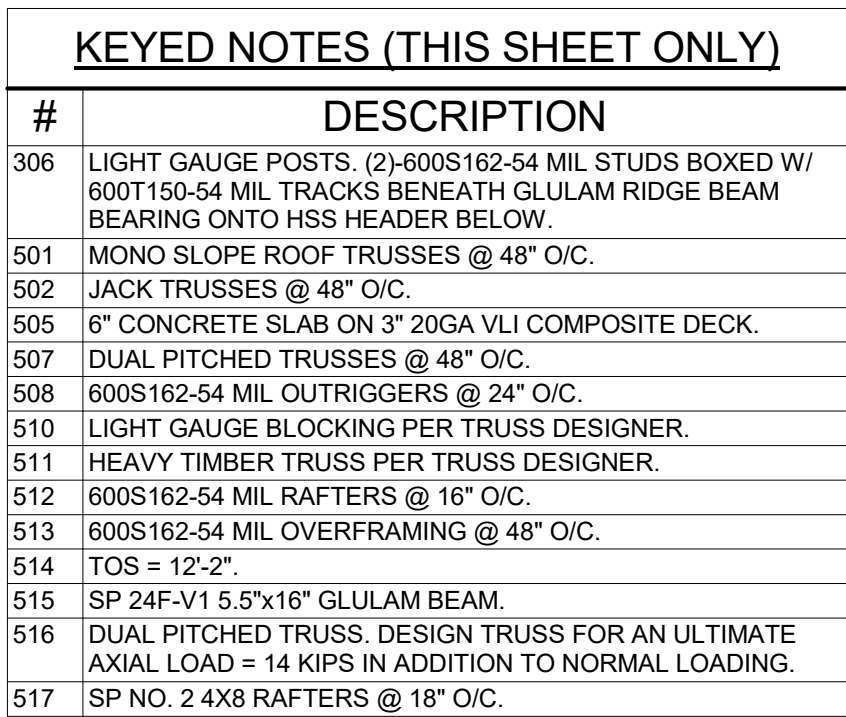 KEYED NOTES (THIS SHEET ONLY)
# DESCRIPTION
306 LIGHT GAUGE POSTS. (2)-600S162-54 MIL STUDS BOXED W/
600T150-54 MIL TRACKS BENEATH GLULAM RIDGE BEAM
BEARING ONTO HSS HEADER BELOW.
501 MONO SLOPE ROOF TRUSSES @ 48" O/C.
502 JACK TRUSSES @ 48" O/C.
505 6" CONCRETE SLAB ON 3" 20GA VLI COMPOSITE DECK.
507 DUAL PITCHED TRUSSES @ 48" O/C.
508 600S162-54 MIL OUTRIGGERS @ 24" O/C.
510 LIGHT GAUGE BLOCKING PER TRUSS DESIGNER.
511 HEAVY TIMBER TRUSS PER TRUSS DESIGNER.
512 600S162-54 MIL RAFTERS @ 16" O/C.
513 600S162-54 MIL OVERFRAMING @ 48" O/C.
514 TOS = 12'-2".
515 SP 24F-V1 5.5"x16" GLULAM BEAM.
516 DUAL PITCHED TRUSS. DESIGN TRUSS FOR AN ULTIMATE
AXIAL LOAD = 14 KIPS IN ADDITION TO NORMAL LOADING.
517 SP NO. 2 4X8 RAFTERS @ 18" O/C.